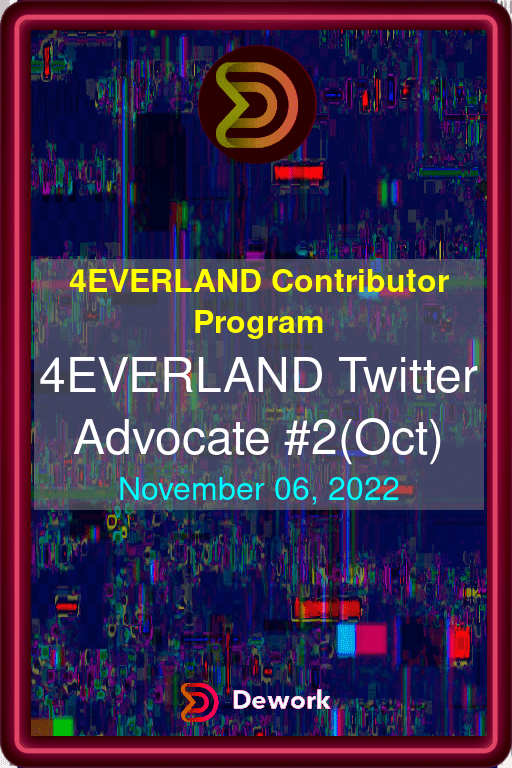 4EVERLAND Contributor
Program
4EVERLAND Twitter
Advocate #2(Oct)
November 06, 2022
Dework